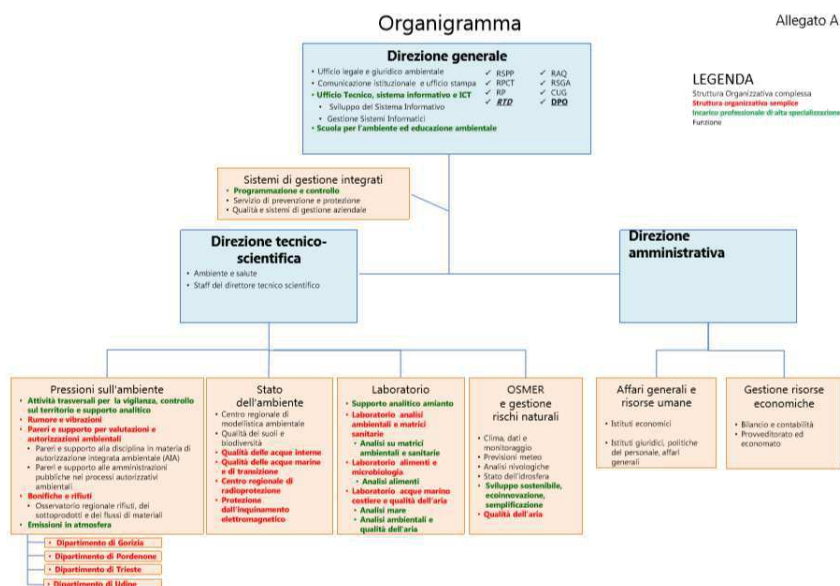 Organigramma
Allegato A
Direzione generale
• Ufficio legale e giuridico ambientale
• Comunicazione istituzionale e ufficio stampa
• Ufficio Tecnico, sistema informativo e ICT
• Sviluppo del Sistema Informativo
• Gestione Sistemi Informatici
• Scuola per l'ambiente ed educazione ambientale
✓ RSPP
✓ RPCT
✓ RP
✓ RTD
✓ RAQ
✓ RSGA
✓ CUG
✓ DPO
LEGENDA
Struttura Organizzativa complessa
Struttura organizzativa semplice
Incarico professionale di alta specializzazione
Funzione
Sistemi di gestione integrati
• Programmazione e controllo
• Servizio di prevenzione e protezione
• Qualità e sistemi di gestione aziendale
Direzione tecnico-
scientifica
• Ambiente e salute
• Staff del direttore tecnico scientifico
Direzione
amministrativa
Pressioni sull'ambiente
• Attività trasversali per la vigilanza, controllo
sul territorio e supporto analitico
• Rumore e vibrazioni
• Pareri e supporto per valutazioni e
autorizzazioni ambientali
• Pareri e supporto alla disciplina in materia di
autorizzazione integrata ambientale (AIA)
• Pareri e supporto alle amministrazioni
pubbliche nei processi autorizzativi
ambientali
• Bonifiche e rifiuti
• Osservatorio regionale rifiuti, dei
sottoprodotti e dei flussi di materiali
• Emissioni in atmosfera
• Dipartimento di Gorizia
• Dipartimento di Pordenone
• Dipartimento di Trieste
• Dipartimento di Udine
Stato
dell'ambiente
• Centro regionale di
modellistica ambientale
• Qualità dei suoli e
biodiversità
• Qualità delle acque interne
• Qualità delle acque marine
e di transizione
• Centro regionale di
radioprotezione
• Protezione
dall'inquinamento
elettromagnetico
Laboratorio
• Supporto analitico amianto
• Laboratorio analisi
ambientali e matrici
sanitarie
• Analisi su matrici
ambientali e sanitarie
• Laboratorio alimenti e
microbiologia
• Analisi alimenti
• Laboratorio acque marino
costiere e qualità dell'aria
• Analisi mare
• Analisi ambientali e
qualità dell'aria
OSMER
e gestione
rischi naturali
• Clima, dati e
monitoraggio
• Previsioni meteo
• Analisi nivologiche
• Stato dell'idrosfera
• Sviluppo sostenibile,
ecoinnovazione,
semplificazione
• Qualità dell'aria
Affari generali e
risorse umane
• Istituti economici
• Istituti giuridici, politiche
del personale, affari
generali
Gestione risorse
economiche
• Bilancio e contabilità
• Provveditorato ed
economato